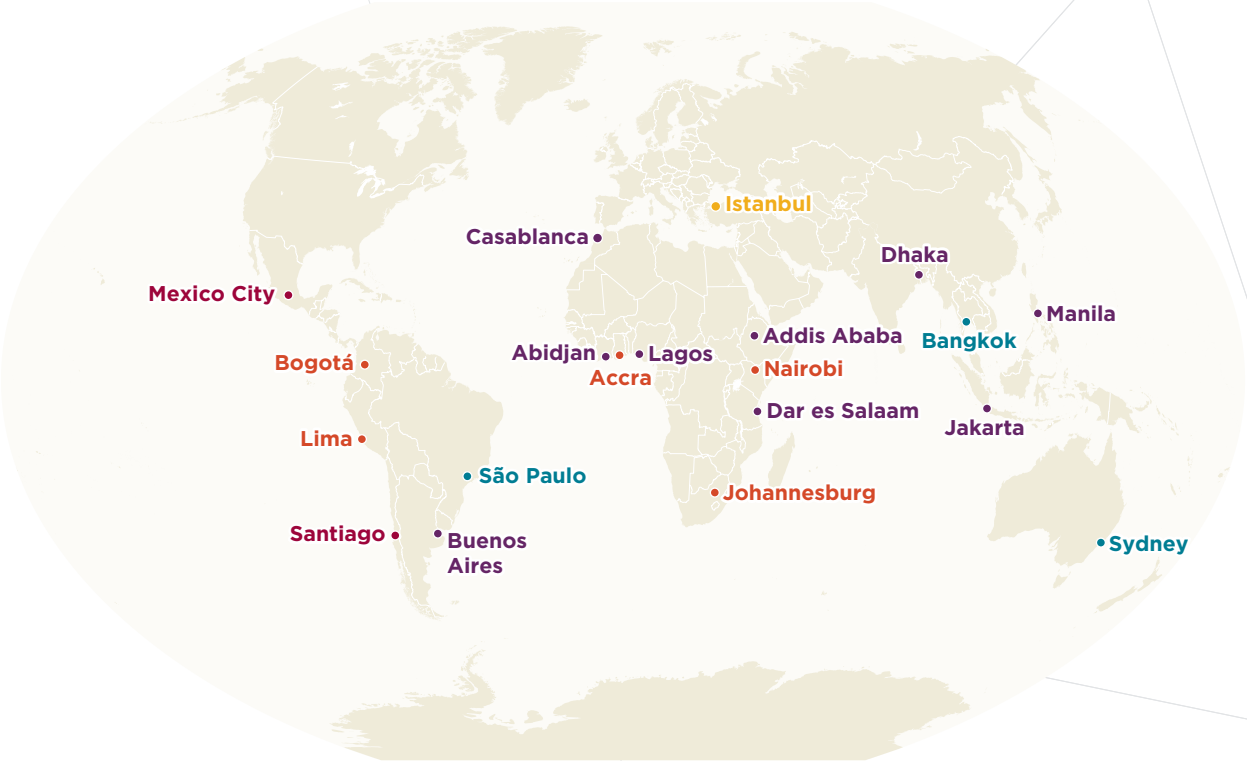 Istanbul
Casablanca
Dhaka
Mexico City
Manila
Addis Ababa
Bangkok
Abidjan
Lagos
Bogotá
Accra
Nairobi
Dar es Salaam
Jakarta
Lima
São Paulo
Johannesburg
Santiago
Buenos
Aires
Sydney